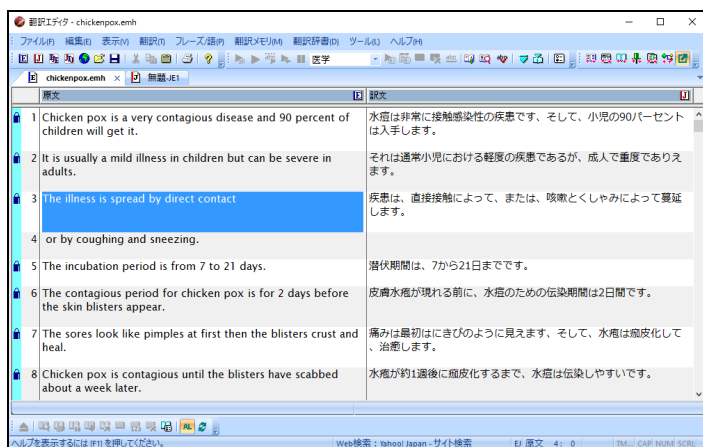 翻訳エディタ - chickenpox.emh
ファイル(F) 編集(E) 表示(V) 翻訳(T) フレーズ/語(P) 翻訳メモリ(M) 翻訳辞書(D) ツール(L) ヘルプ(H)
医学
chickenpox.emh × 無題-JE1
原文 E 訳文 J
1 Chicken pox is a very contagious disease and 90 percent of 水痘は非常に接触感染性の疾患です、そして、小児の90パーセント
children will get it. は入手します。
2 It is usually a mild illness in children but can be severe in それは通常小児における軽度の疾患であるが、成人で重度でありえ
adults. ます。
3 The illness is spread by direct contact 疾患は、直接接触によって、または、咳嗽とくしゃみによって蔓延
します。
4 or by coughing and sneezing.
5 The incubation period is from 7 to 21 days. 潜伏期間は、7から21日までです。
6 The contagious period for chicken pox is for 2 days before 皮膚水疱が現れる前に、水痘のための伝染期間は2日間です。
the skin blisters appear.
7 The sores look like pimples at first then the blisters crust and 痛みは最初はにきびのように見えます、そして、水疱は痂皮化して
heal. 、治癒します。
8 Chicken pox is contagious until the blisters have scabbed 水疱が約1週後に痂皮化するまで、水痘は伝染しやすいです。
about a week later.
ヘルプを表示するには [F1] を押してください。 Web検索：Yahoo! Japan - サイト検索 EJ 原文 4: 0 TM... CAP NUM SCRL